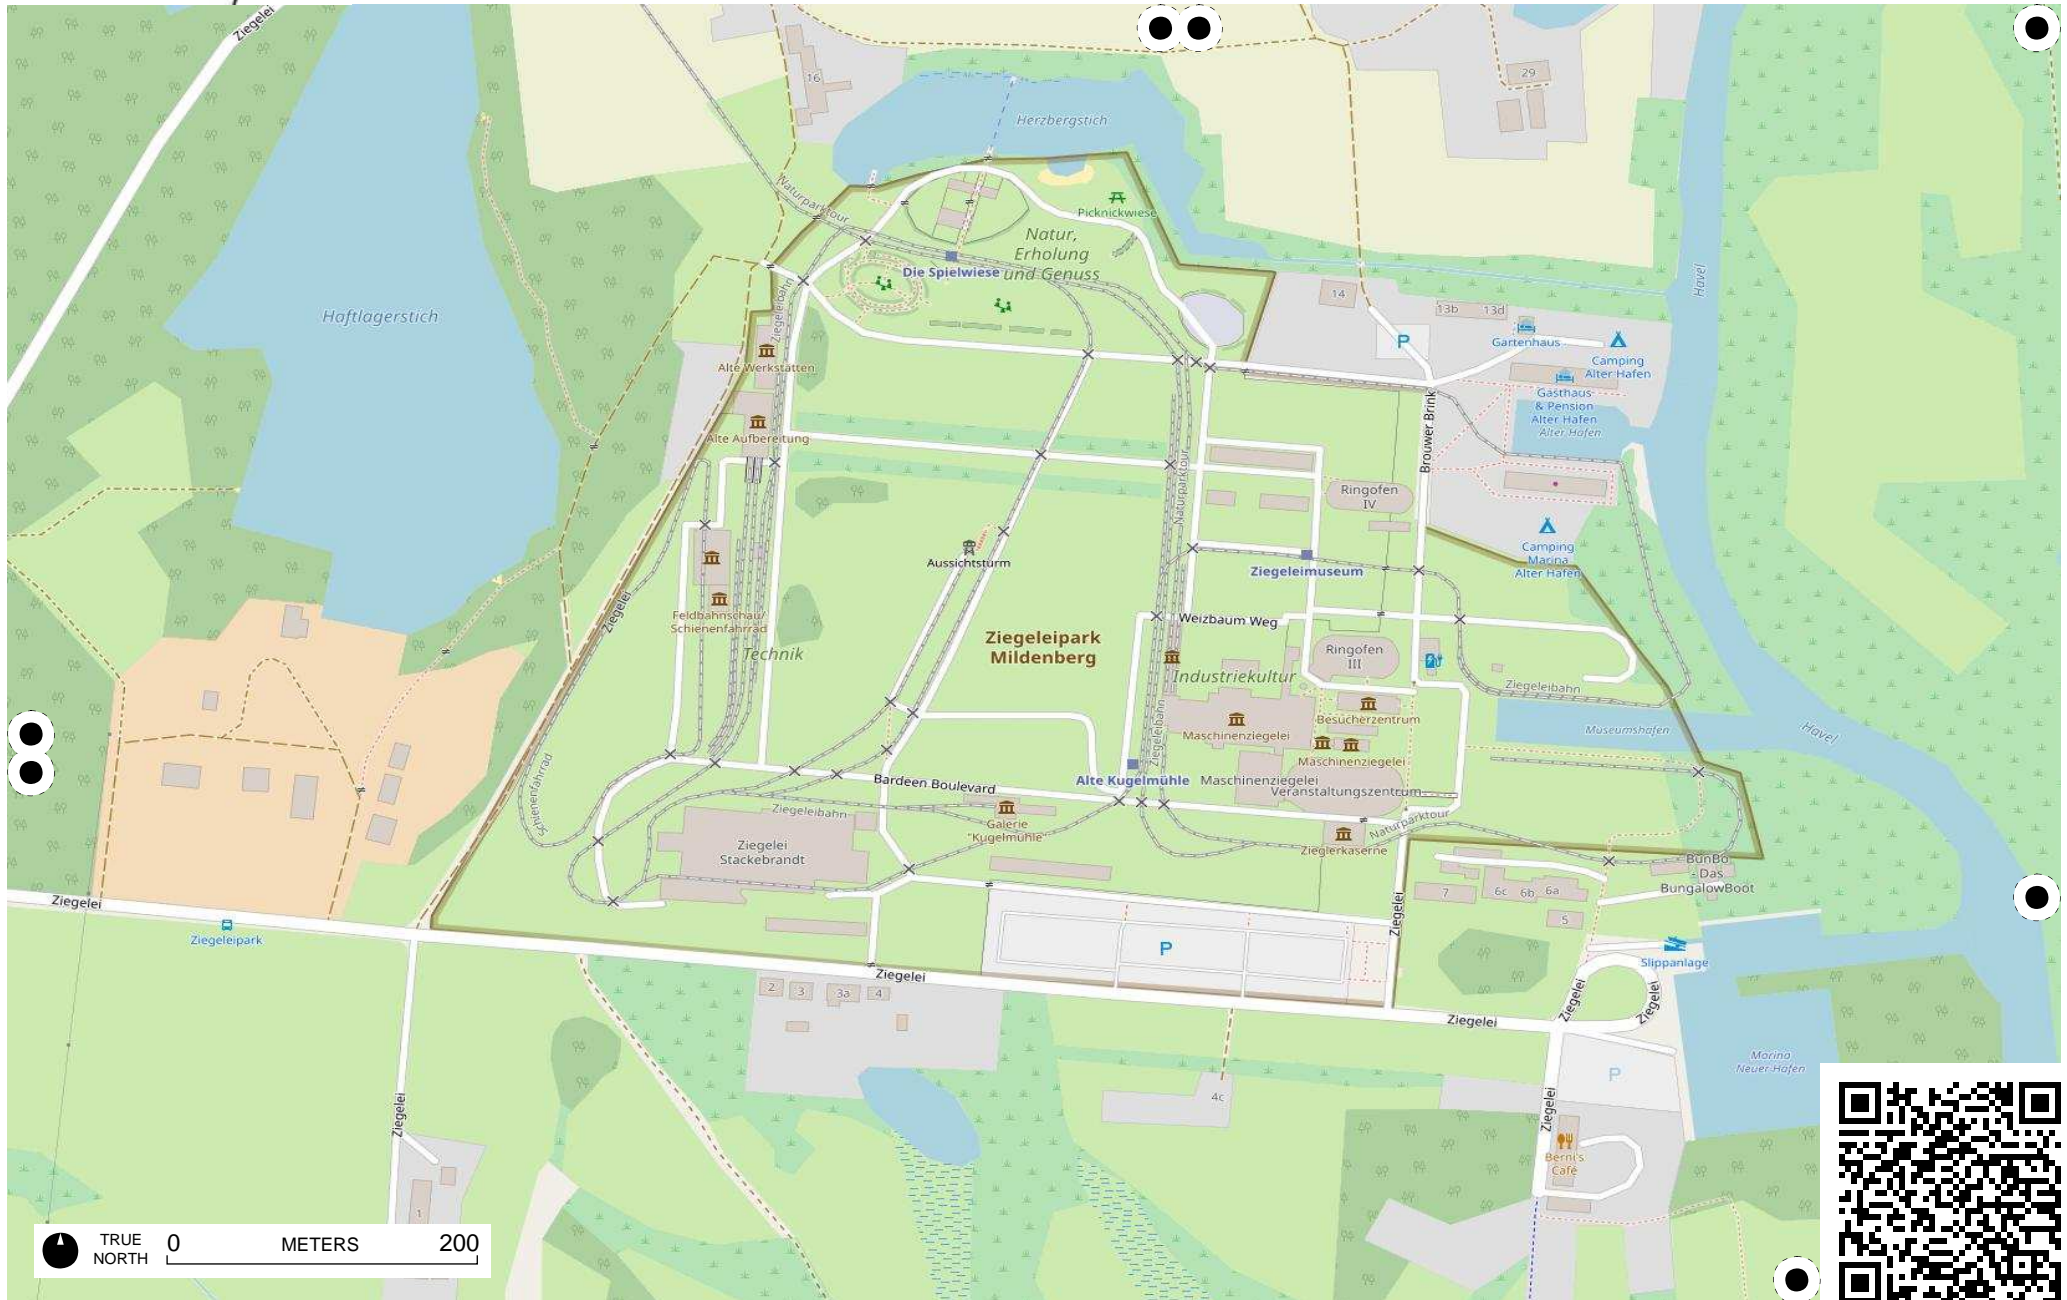 Ziegelei
16
29
Herzbergstich
Naturparktour
Picknickwiese
Natur,
Erholung
und Genuss
Die Spielwiese
Havel
Haftlagerstich
Ziegeleibahn
14
13b
13d
P
Gartenhaus
Camping
Alter Hafen
Alte Werkstätten
Gasthaus
& Pension
Alter Hafen
Alter Hafen
Brouwer Brink
Alte Aufbereitung
Naturparktour
Ringofen
IV
Aussichtsturm
Camping
Marina
Alter Hafen
Ziegeleimuseum
Ziegelei
Feldbahnschau/
Schienenfahrrad
Weizbaum Weg
Ziegeleipark
Mildenberg
Technik
Ringofen
III
Industriekultur
Ziegeleibahn
Besucherzentrum
Maschinenziegelei
Museumshafen
Havel
Ziegeleibahn
Maschinenziegelei
Schienenfahrrad
Bardeen Boulevard
Alte Kugelmühle
Maschinenziegelei
Veranstaltungszentrum
Ziegeleibahn
Galerie
"Kugelmühle"
Naturparktour
Ziegelei
Stackebrandt
Zieglerkaserne
BunBo
- Das
BungalowBoot
7
6c
6b
6a
5
Ziegelei
Ziegelei
Ziegeleipark
P
Slippanlage
Ziegelei
Ziegelei
Ziegelei
Ziegelei
2
3
3a
4
Marina
Neuer Hafen
P
4c
Ziegelei
Ziegelei
Berni's
Café
1
TRUE
NORTH
0
METERS
200